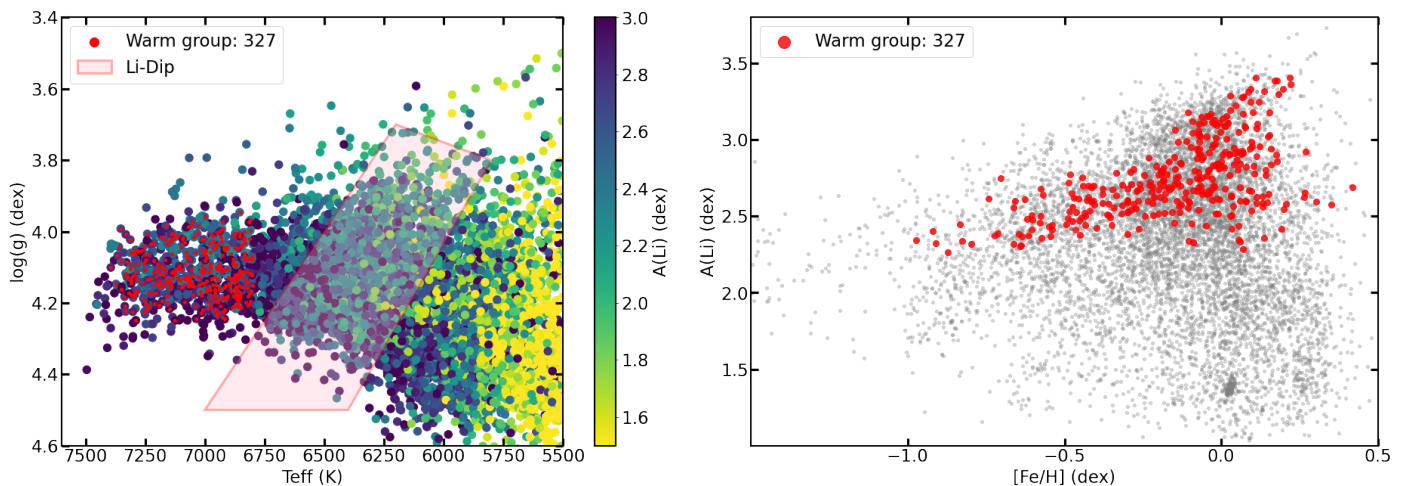 3.4
3.6
3.8
4.0
4.2
4.4
4.6
log(g) (dex)
7500 7250 7000 6750 6500 6250 6000 5750 5500
Teff (K)
Warm group: 327
Li-Dip
3.0
2.8
2.6
2.4
2.2
2.0
1.8
1.6
A(Li) (dex)
3.5
3.0
2.5
2.0
1.5
A(Li) (dex)
−1.0 −0.5 0.0 0.5
[Fe/H] (dex)
Warm group: 327